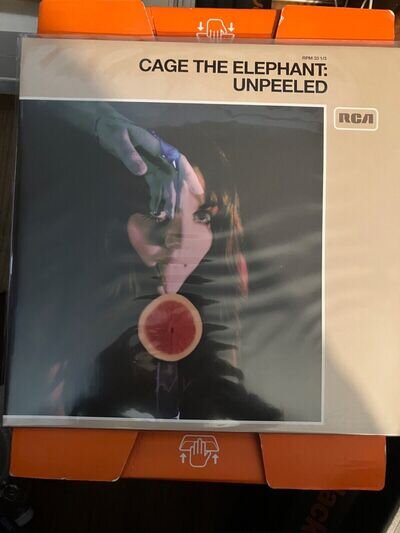 RPM 33 1/3
CAGE THE ELEPHANT:
UNPEELED
RCA